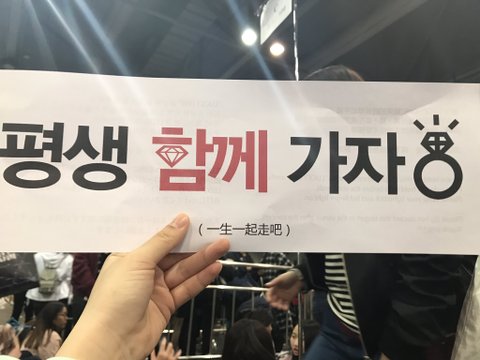 평생 함께 가자
(一生一起走吧)